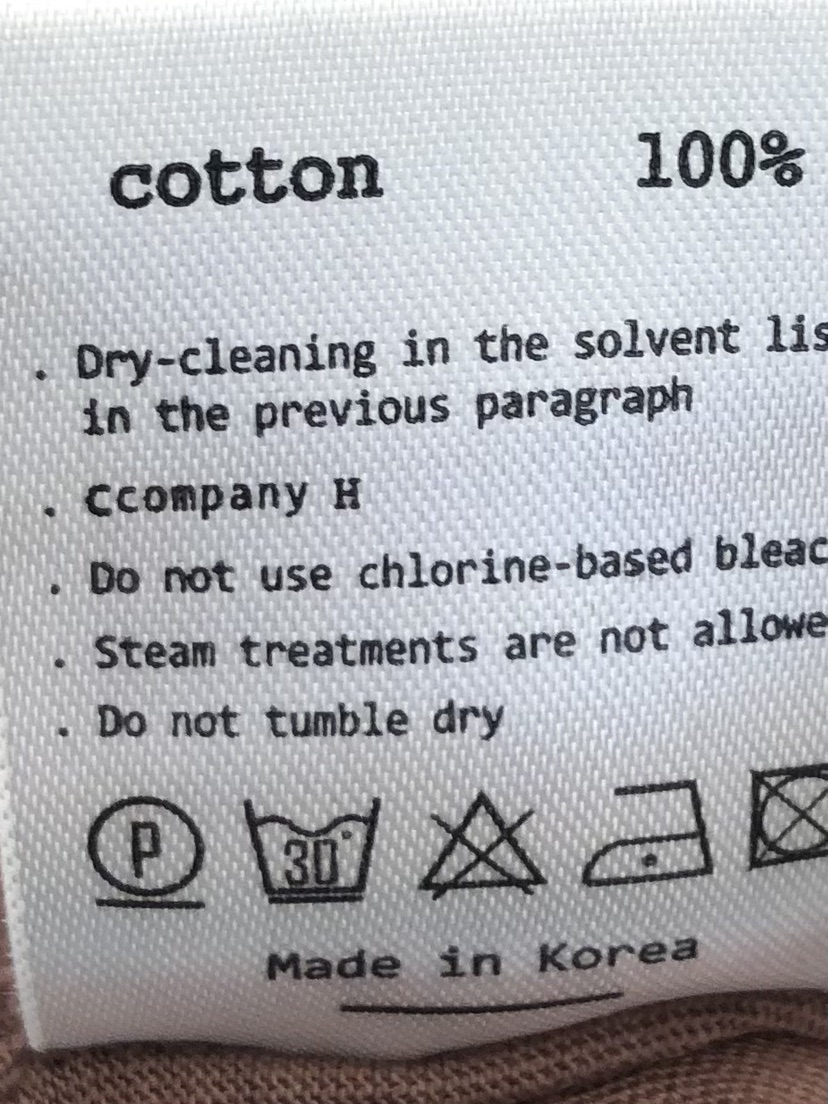 cotton 100%
. Dry-cleaning in the solvent lis
in the previous paragraph
. Ccompany H
. Do not use chlorine-based bleac
. Steam treatments are not allowe
. Do not tumble dry
P 30°
Made in Korea